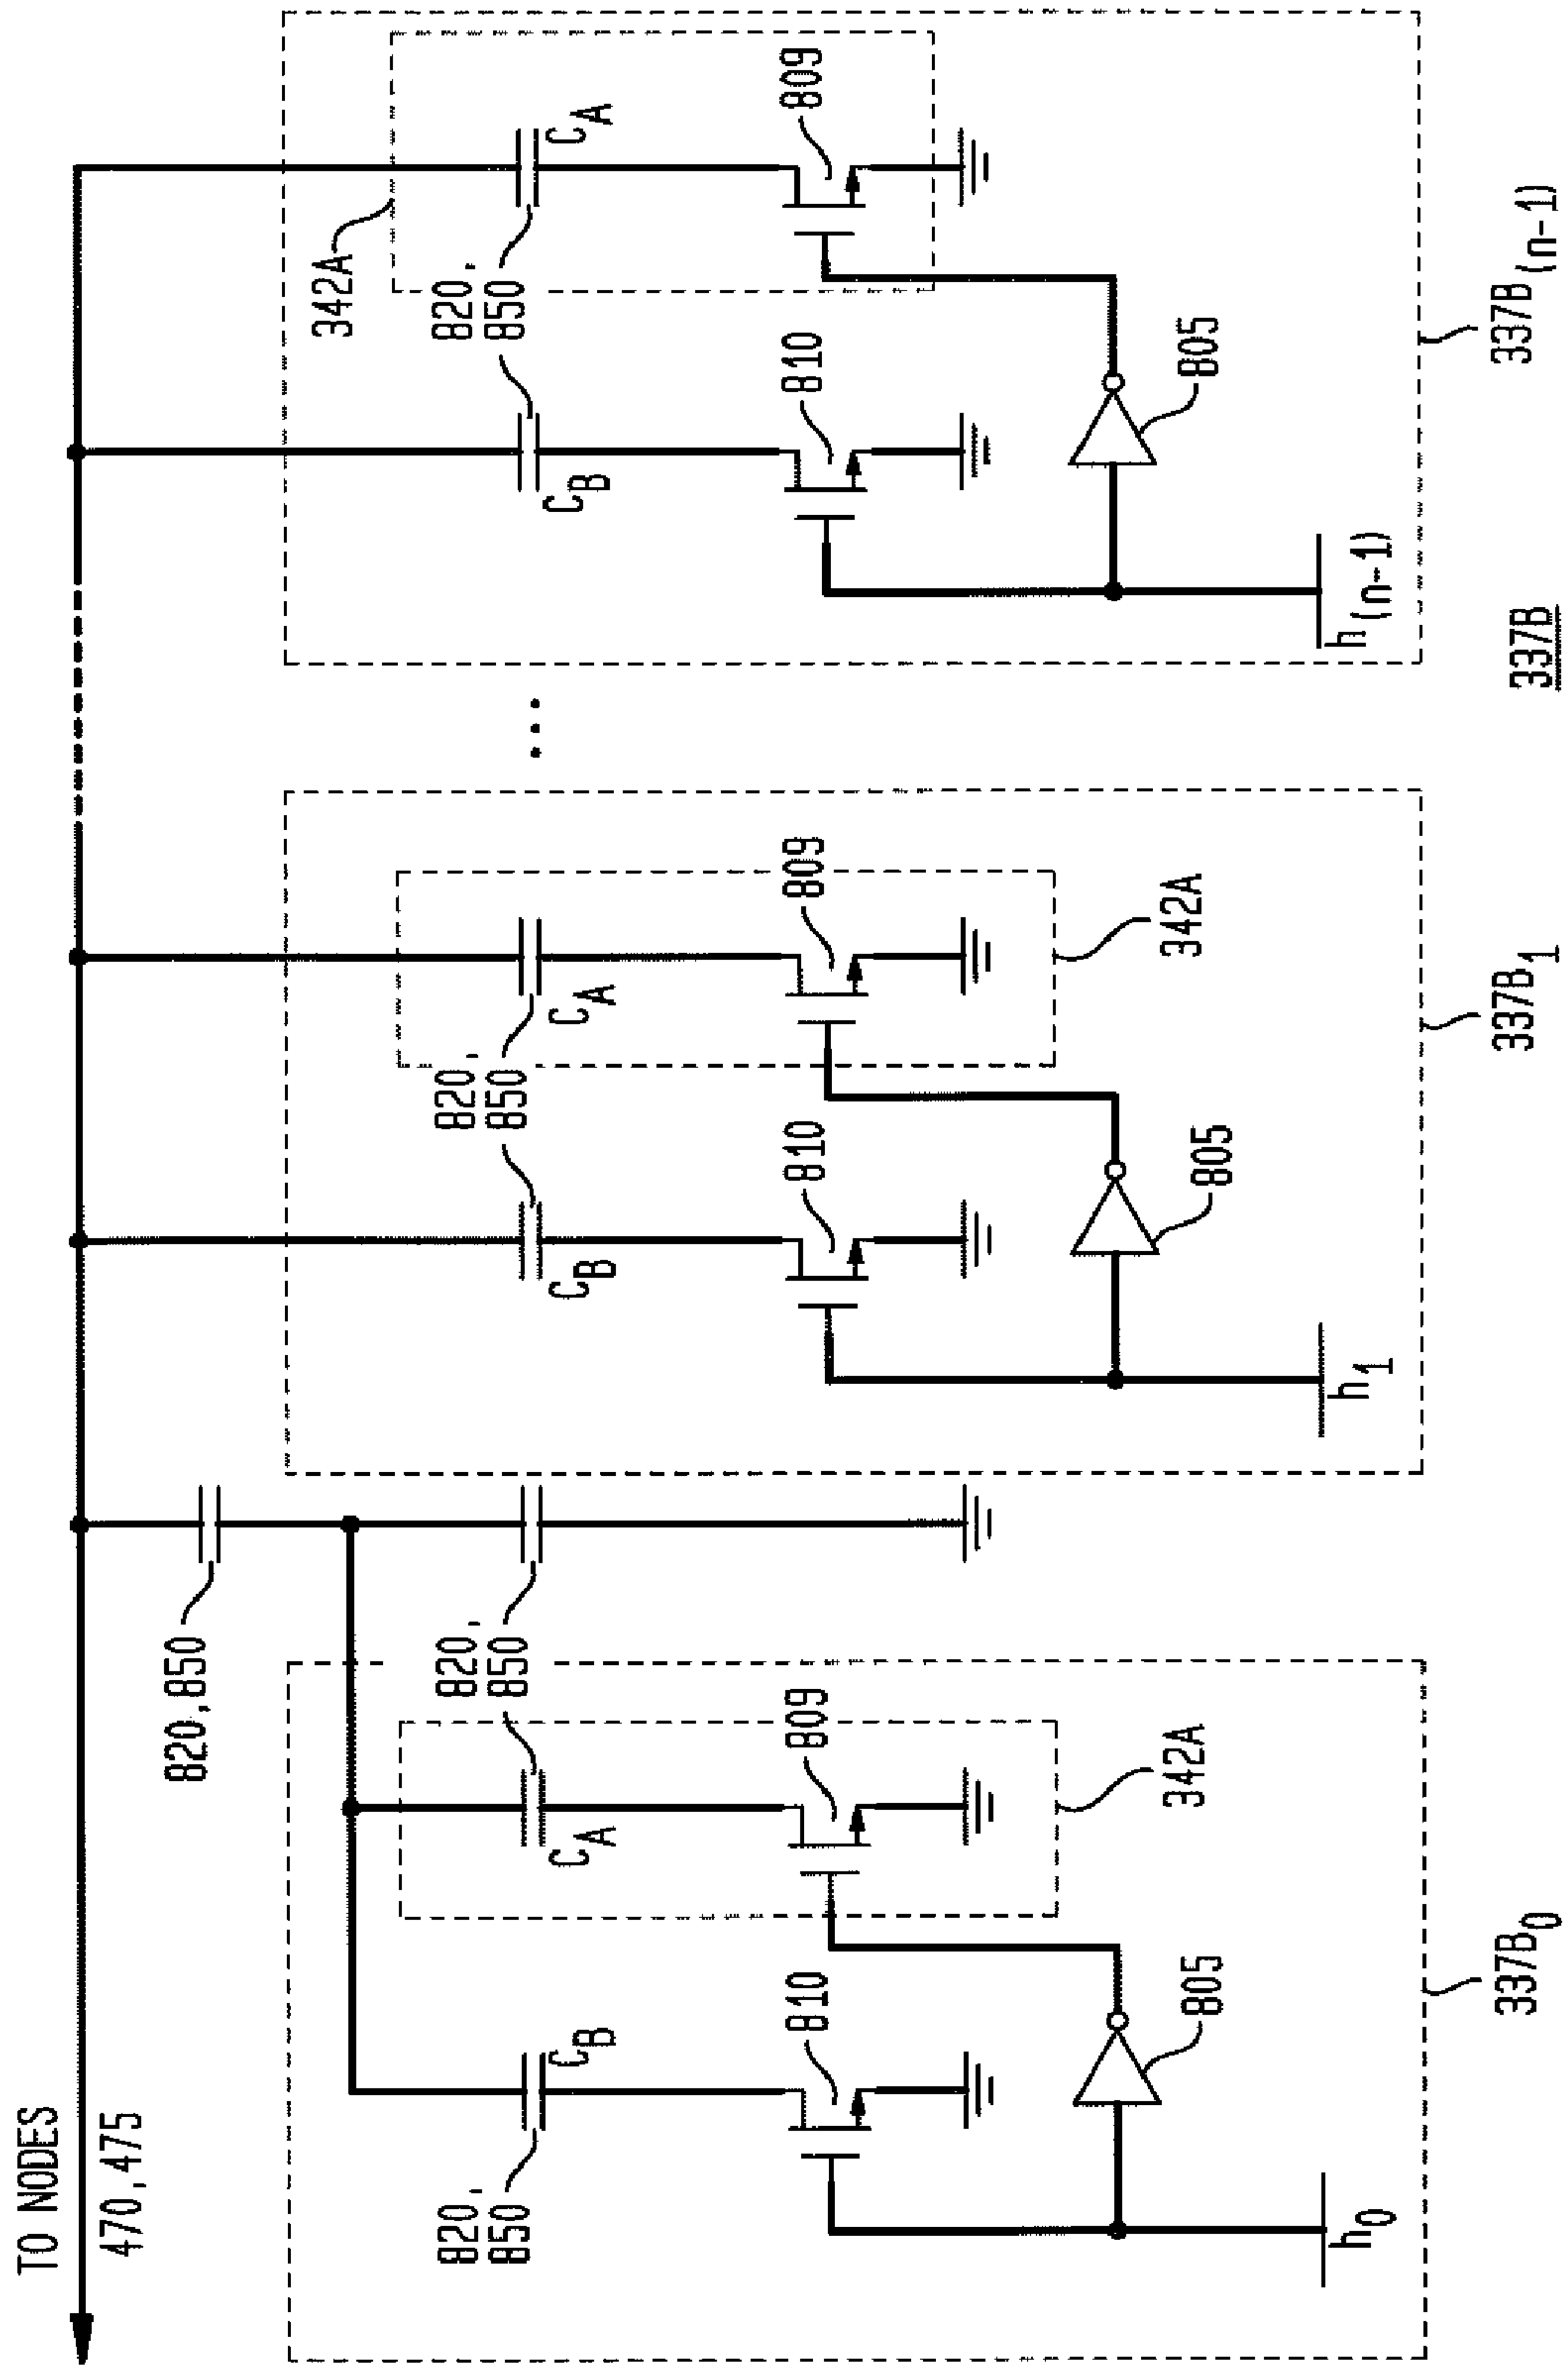 TO NODES
470, 475
820, 850
342A
820,
850
C_B
820,
850
C_A
820,
850
C_B
820,
850
C_A
C_B
820,
850
C_A
810
809
810
809
810
809
342A
342A
805
805
805
h_0
h_1
h_(n-1)
337B_0
337B_1
337B_(n-1)
337B